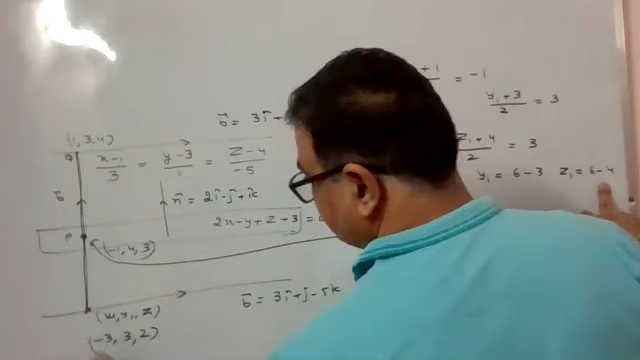 b⃗ = 3î +
+1 = -1
y₁+3/2 = 3
(1,3,4)
x-1/3 = y-3/1 = z-4/-5
z₁+4/2 = 3
Q
b⃗
n⃗ = 2î-ĵ+k̂
y₁ = 6-3 z₁ = 6-4
2x-y+z+3 =
P
(-1,4,3)
b⃗ = 3î+ĵ-5k̂
(-3,3,2)